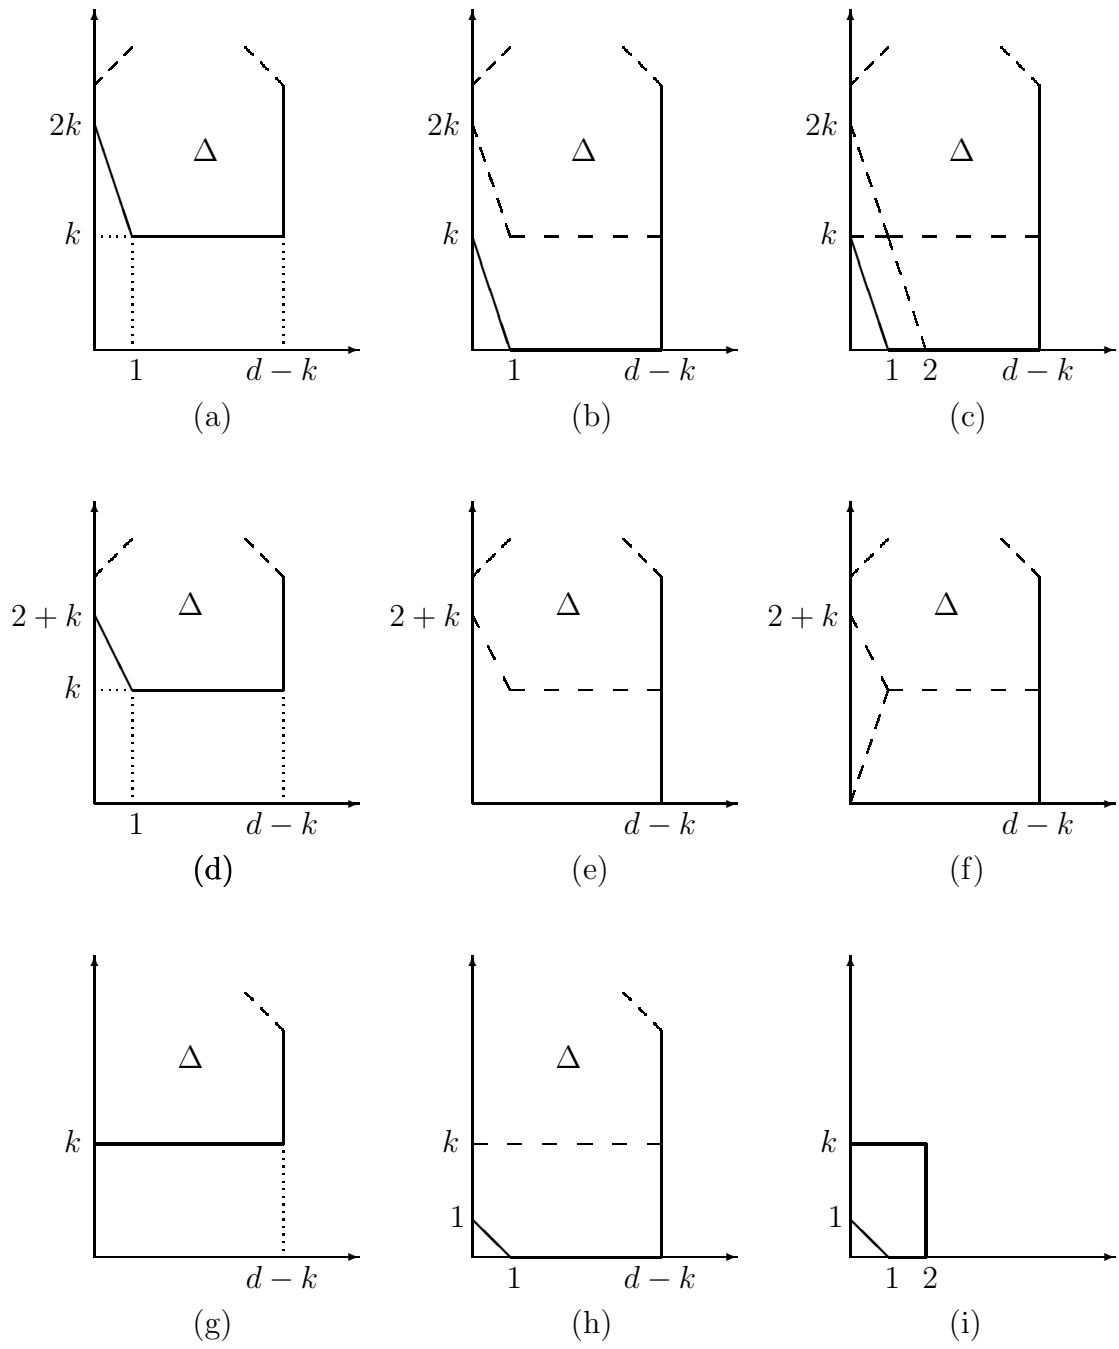 2k Δ 2k Δ 2k Δ
k k k
1 d − k 1 d − k 1 2 d − k
(a) (b) (c)
2 + k Δ 2 + k Δ 2 + k Δ
k
1 d − k d − k d − k
(d) (e) (f)
Δ Δ
k k k
1 1
d − k 1 d − k 1 2
(g) (h) (i)